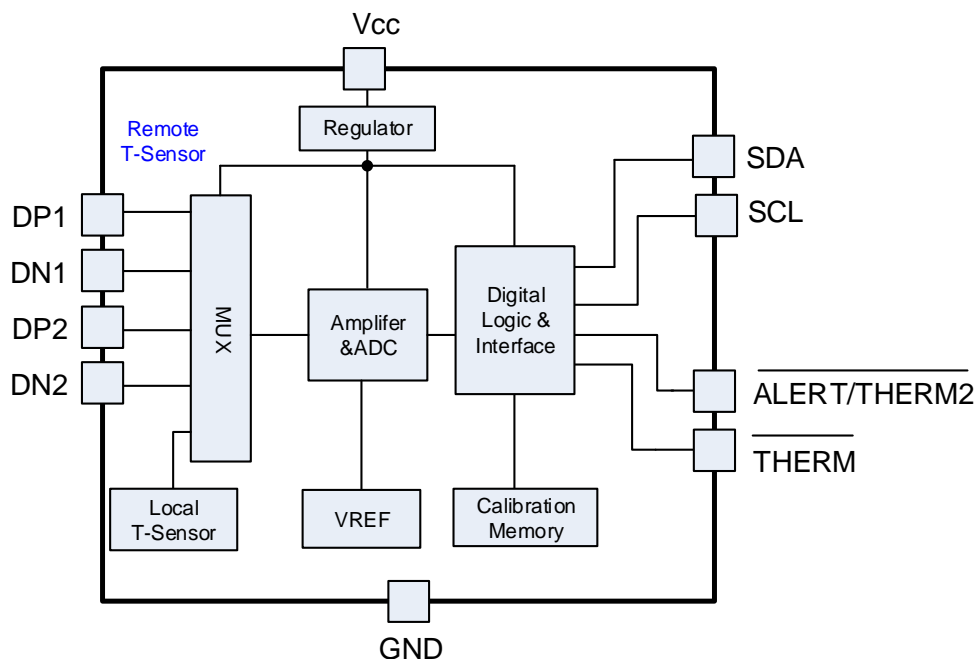 Vcc
Regulator
Remote
T-Sensor
SDA
SCL
DP1
DN1
DP2
DN2
MUX
Amplifer
&ADC
Digital
Logic &
Interface
ALERT/THERM2
THERM
Local
T-Sensor
VREF
Calibration
Memory
GND